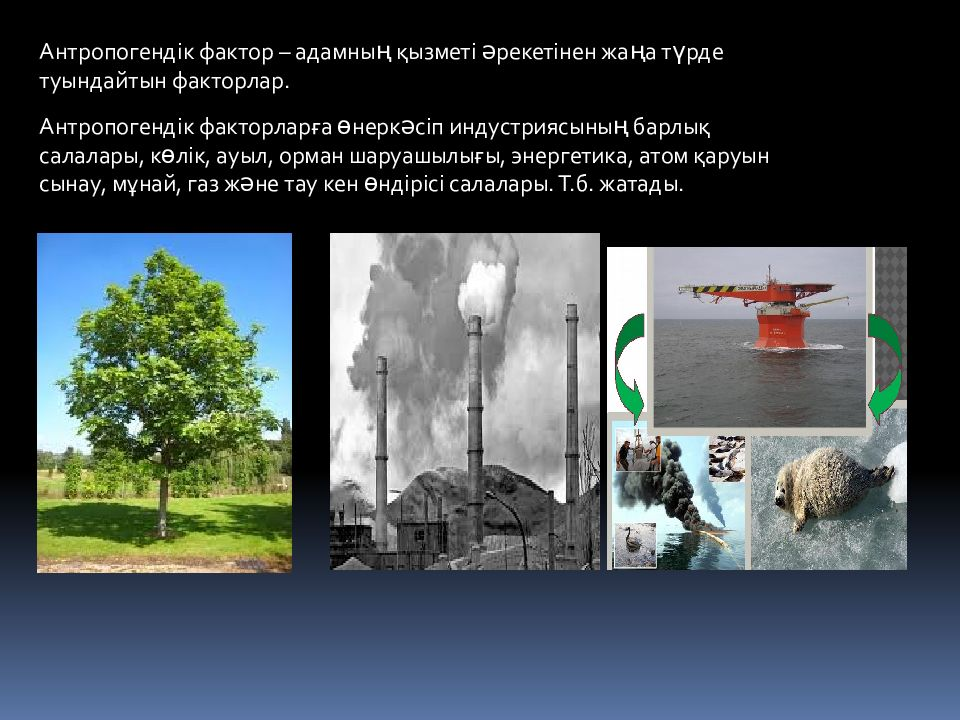 Антропогендік фактор – адамның қызметі әрекетінен жаңа түрде
туындайтын факторлар.
Антропогендік факторларға өнеркәсіп индустриясының барлық
салалары, көлік, ауыл, орман шаруашылығы, энергетика, атом қаруын
сынау, мұнай, газ және тау кен өндірісі салалары. Т.б. жатады.